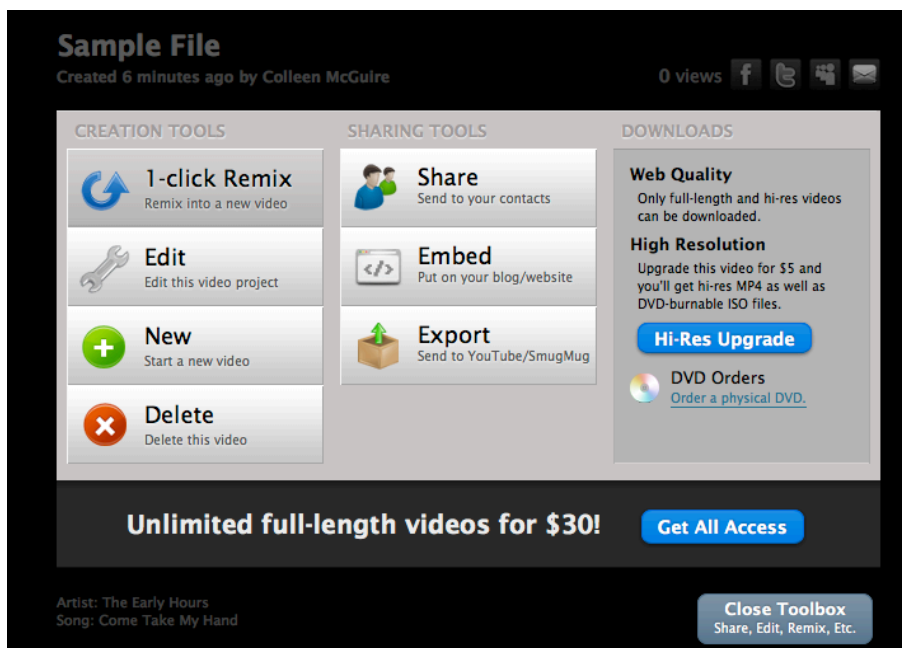 Sample File
Created 6 minutes ago by Colleen McGuire
0 views
CREATION TOOLS
1-click Remix
Remix into a new video
Edit
Edit this video project
New
Start a new video
Delete
Delete this video
SHARING TOOLS
Share
Send to your contacts
Embed
Put on your blog/website
Export
Send to YouTube/SmugMug
DOWNLOADS
Web Quality
Only full-length and hi-res videos
can be downloaded.
High Resolution
Upgrade this video for $5 and
you'll get hi-res MP4 as well as
DVD-burnable ISO files.
Hi-Res Upgrade
DVD Orders
Order a physical DVD.
Unlimited full-length videos for $30!
Get All Access
Artist: The Early Hours
Song: Come Take My Hand
Close Toolbox
Share, Edit, Remix, Etc.